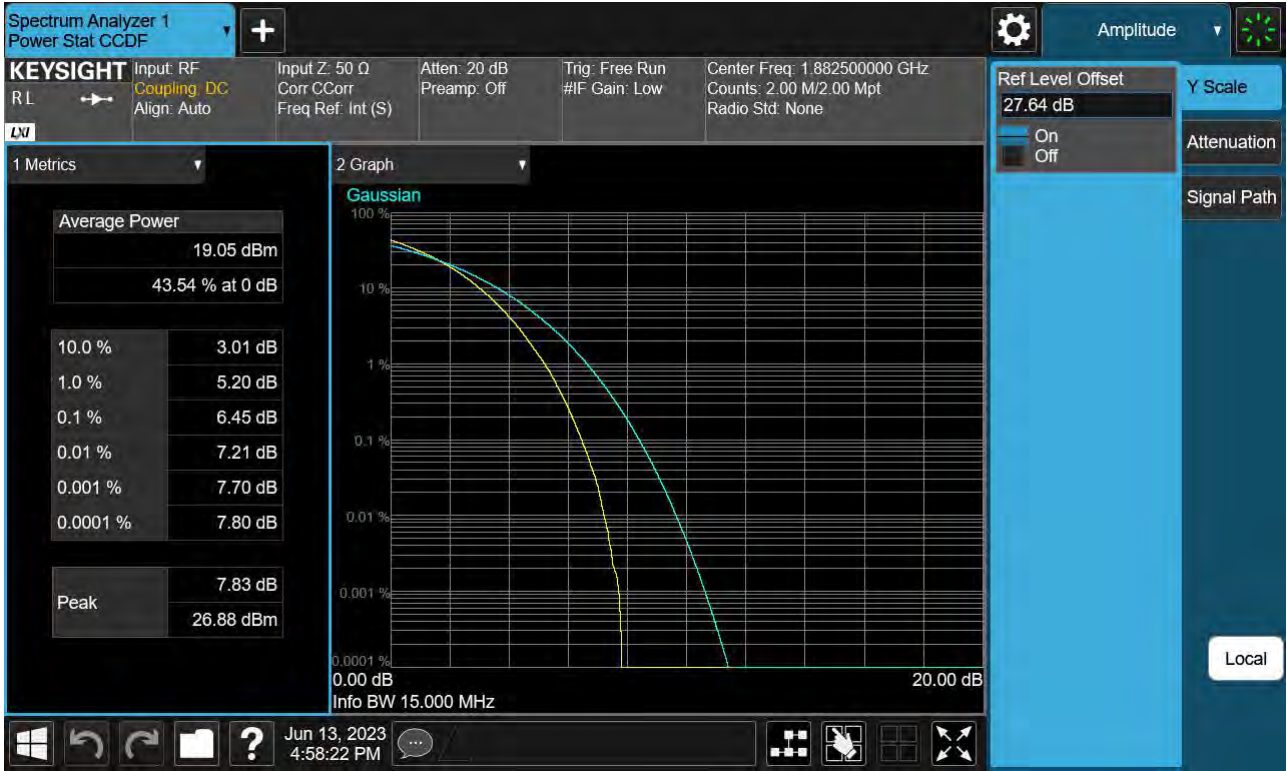 Spectrum Analyzer 1
Power Stat CCDF
Amplitude
KEYSIGHT
RL
LXI
Input: RF
Coupling: DC
Align: Auto
Input Z: 50 Ω
Corr CCorr
Freq Ref: Int (S)
Atten: 20 dB
Preamp: Off
Trig: Free Run
#IF Gain: Low
Center Freq: 1.882500000 GHz
Counts: 2.00 M/2.00 Mpt
Radio Std: None
Ref Level Offset
27.64 dB
On
Off
Y Scale
Attenuation
Signal Path
Local
1 Metrics
Average Power
19.05 dBm
43.54 % at 0 dB
10.0 % 3.01 dB
1.0 % 5.20 dB
0.1 % 6.45 dB
0.01 % 7.21 dB
0.001 % 7.70 dB
0.0001 % 7.80 dB
Peak
7.83 dB
26.88 dBm
2 Graph
Gaussian
100 %
10 %
1 %
0.1 %
0.01 %
0.001 %
0.0001 %
0.00 dB 20.00 dB
Info BW 15.000 MHz
?
Jun 13, 2023
4:58:22 PM